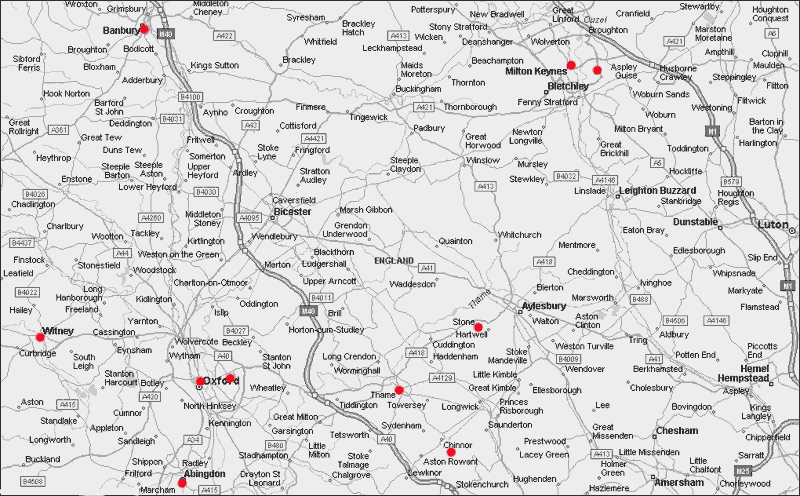 Wroxton Grimsbury Middleton Cheney Syresham Brackley Hatch Potterspury New Bradwell Great Linford Ouzel Cranfield Stewartby Houghton Conquest
Banbury M40 A422 Whitfield A413 Wicken Stony Stratford Deanshanger Wolverton Broughton A421 Marston Moretaine A6
Broughton Bodicott Leckhampstead Ampthill Clophill
Sibford Ferris Bloxham Kings Sutton Brackley Maids Moreton Beachampton Milton Keynes Aspley Guise Husborne Crawley Steppingley Maulden
Adderbury Buckingham Thornton Bletchley Flitton
Hook Norton B4100 Finmere A421 Thornborough Fenny Stratford Woburn Sands Westoning Flitwick
Barford St John Aynho Croughton Tingewick Woburn
Great Rollright A361 Deddington B4031 Cottisford Padbury Newton Longville Milton Bryant M1 Barton in the Clay
Great Tew Fritwell A4421 Great Horwood Great Brickhill Toddington Harlington
Duns Tew Stoke Lyne Fringford Winslow Mursley A5
Heythrop Steeple Barton Steeple Aston Somerton Upper Heyford Ardley Stratton Audley Steeple Claydon Stewkley B4032 A4146 Hockliffe
Enstone Lower Heyford B4030 A413 Linslade Leighton Buzzard B579 Houghton Regis
B4026 Chadlington Caversfield Stanbridge
A4260 Middleton Stoney A4095 Bicester Marsh Gibbon Dunstable Luton
Charlbury Wootton Tackley Kirtlington Grendon Underwood Whitchurch Eaton Bray
B4437 A44 Weston on the Green Wendlebury Quainton Mentmore Edlesborough Slip End
Finstock Stonesfield Woodstock Merton Blackthorn Ludgershall ENGLAND A41 A418 Cheddington Whipsnade
Leafield Long Hanborough Charlton-on-Otmoor Upper Arncott Waddesdon Thame Bierton Ivinghoe Markyate M1
B4022 Freeland Kidlington Oddington B4011 Marsworth B488 Flamstead
Hailey Yarnton Islip M40 Brill Aylesbury Aston Clinton B4506 A4146
Witney Cassington B4027 Horton-cum-Studley Stone Hartwell Walton Aldbury
Curbridge Eynsham Wolvercote Beckley Cuddington Weston Turville Tring Piccotts End
South Leigh Wytham A40 Stanton St John Long Crendon A418 Haddenham Stoke Mandeville B4009 A41 Potten End
Stanton Harcourt Botley Oxford Worminghall A4129 Little Kimble Wendover Berkhamsted Hemel Hempstead
Wheatley Great Kimble Ellesborough Cholesbury Aspley
Aston A415 A420 North Hinksey Thame Towersey Longwick Princes Risborough Lee Bovingdon Kings Langley
Standlake Cumnor Kennington Great Milton Tiddington Sydenham Saunderton Great Missenden Chesham Chipperfield
Longworth Appleton Sandleigh A34 Garsington Tetsworth A40 Prestwood Little Missenden
Buckland Shippon Radley B480 Stadhampton Little Milton Stoke Talmage Chinnor Lacey Green A413 Holmer Green Little Chalfont Sarratt
B4508 Frilford Abingdon Drayton St Leonard Chalgrove Aston Rowant Lewknor Hughenden Amersham M25 Chorleywood
Marcham A415 Stokenchurch Hazlemere